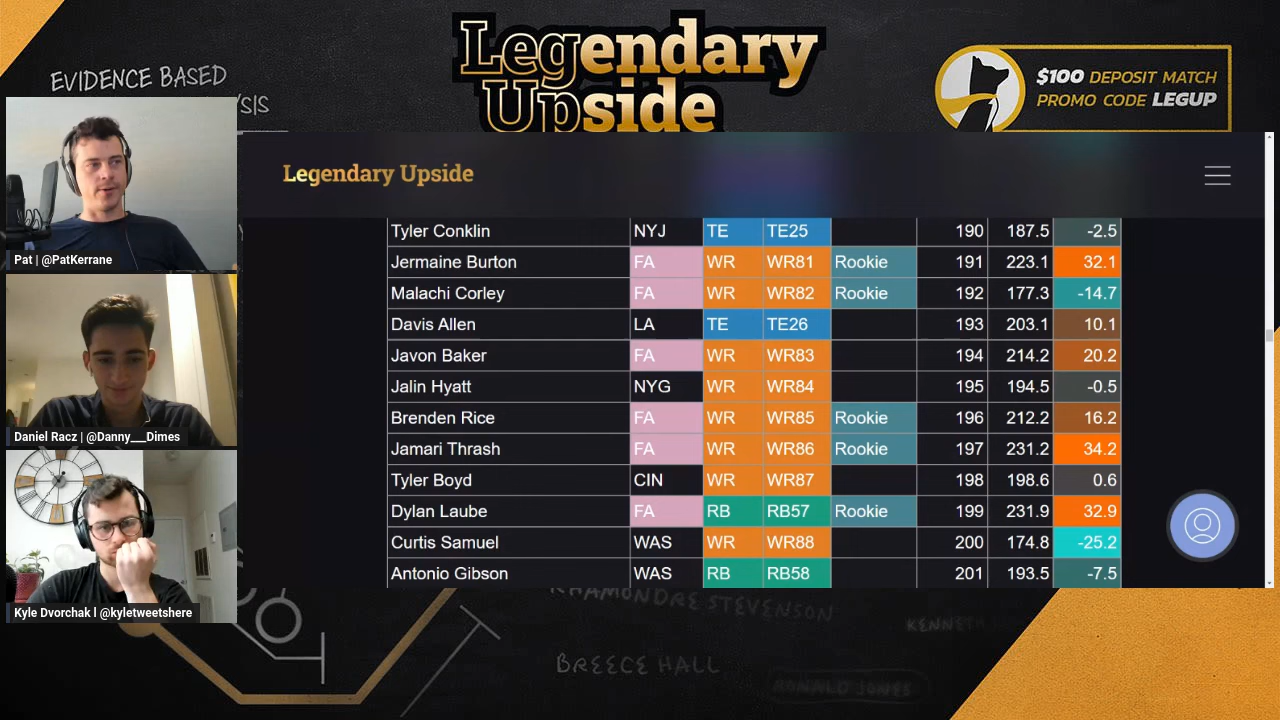 EVIDENCE BASED
YSIS
Legendary
Upside
$100 DEPOSIT MATCH
PROMO CODE LEGUP
Legendary Upside
Tyler Conklin NYJ TE TE25 190 187.5 -2.5
Jermaine Burton FA WR WR81 Rookie 191 223.1 32.1
Malachi Corley FA WR WR82 Rookie 192 177.3 -14.7
Davis Allen LA TE TE26 193 203.1 10.1
Javon Baker FA WR WR83 194 214.2 20.2
Jalin Hyatt NYG WR WR84 195 194.5 -0.5
Brenden Rice FA WR WR85 Rookie 196 212.2 16.2
Jamari Thrash FA WR WR86 Rookie 197 231.2 34.2
Tyler Boyd CIN WR WR87 198 198.6 0.6
Dylan Laube FA RB RB57 Rookie 199 231.9 32.9
Curtis Samuel WAS WR WR88 200 174.8 -25.2
Antonio Gibson WAS RB RB58 201 193.5 -7.5
Pat | @PatKerrane
Daniel Racz | @Danny___Dimes
Kyle Dvorchak l @kyletweetshere
RHAMONDRE STEVENSON
KENNETH
BREECE HALL
RONALD JONES